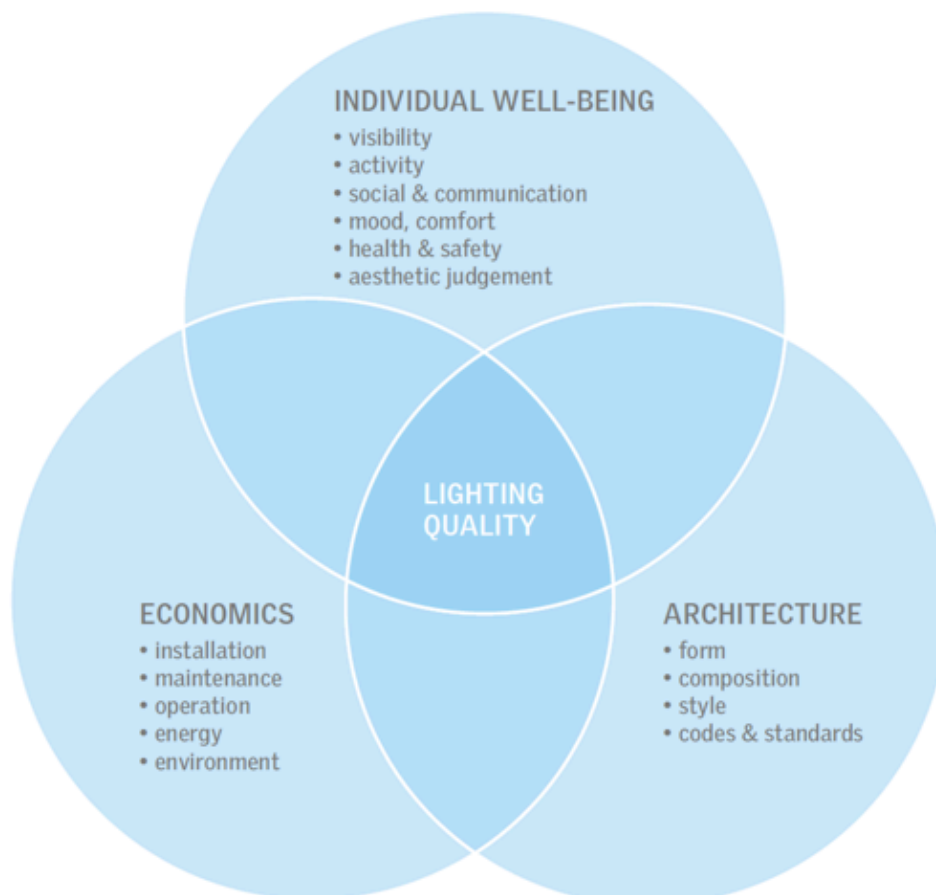 INDIVIDUAL WELL-BEING
• visibility
• activity
• social & communication
• mood, comfort
• health & safety
• aesthetic judgement
LIGHTING
QUALITY
ECONOMICS
• installation
• maintenance
• operation
• energy
• environment
ARCHITECTURE
• form
• composition
• style
• codes & standards